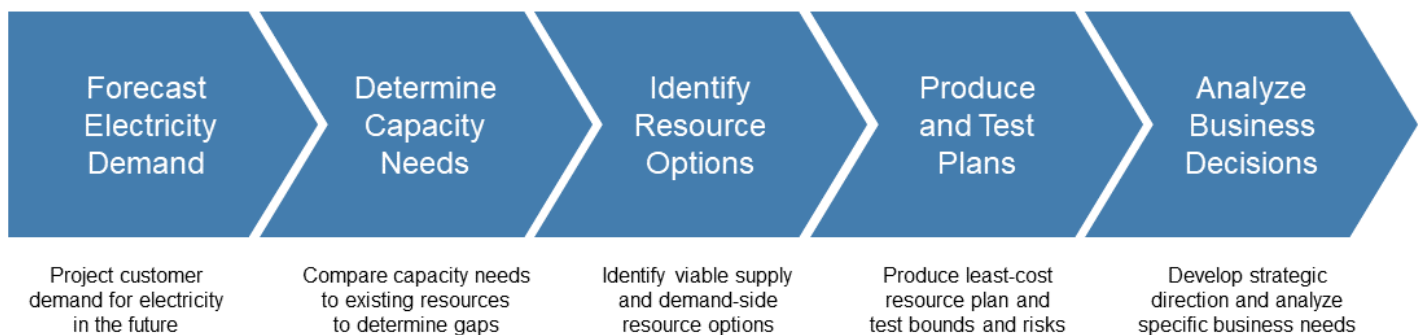 Forecast
Electricity
Demand
Determine
Capacity
Needs
Identify
Resource
Options
Produce
and Test
Plans
Analyze
Business
Decisions
Project customer
demand for electricity
in the future
Compare capacity needs
to existing resources
to determine gaps
Identify viable supply
and demand-side
resource options
Produce least-cost
resource plan and
test bounds and risks
Develop strategic
direction and analyze
specific business needs